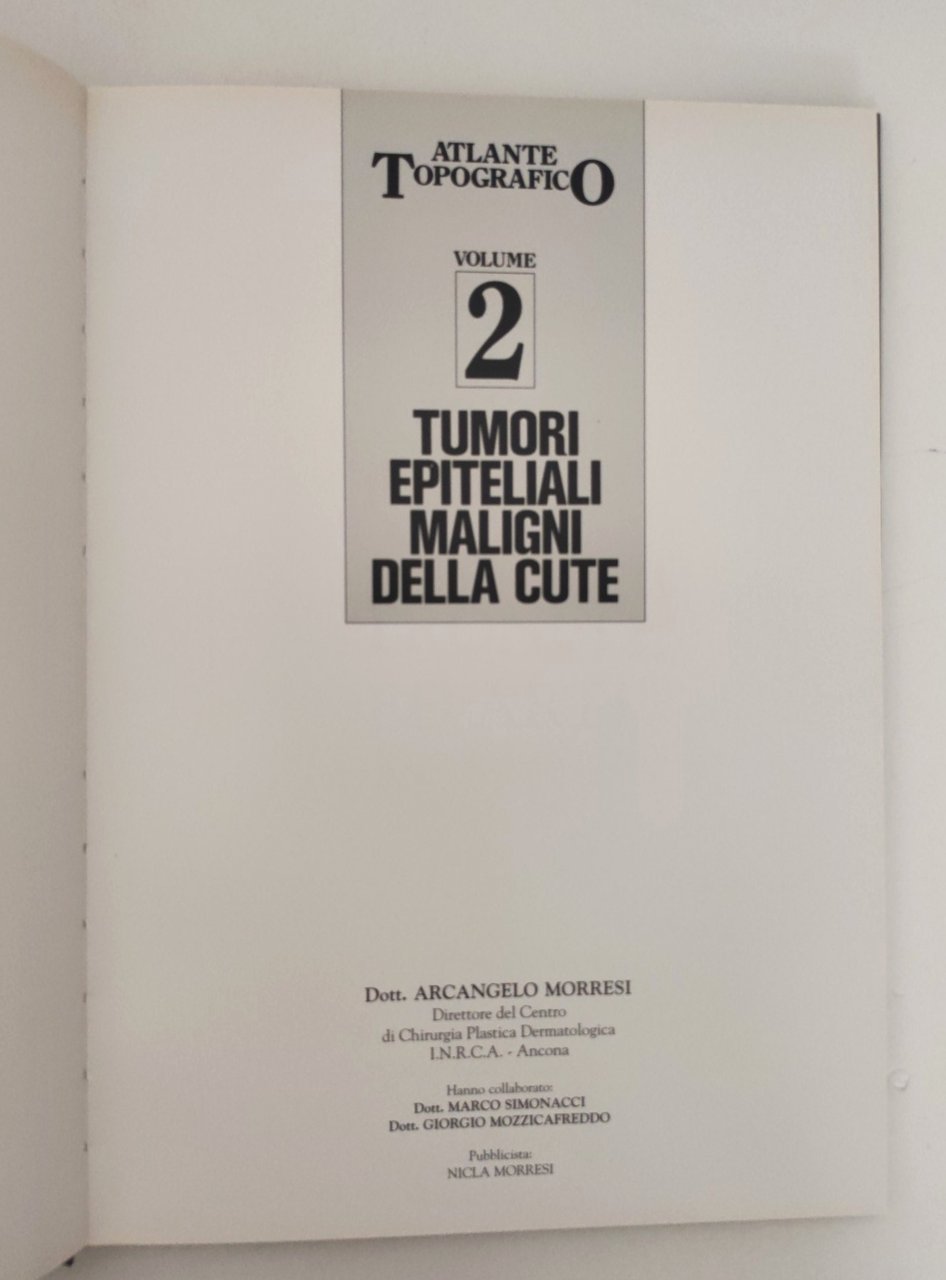 ATLANTE
TOPOGRAFICO
VOLUME
2
TUMORI
EPITELIALI
MALIGNI
DELLA CUTE
Dott. ARCANGELO MORRESI
Direttore del Centro
di Chirurgia Plastica Dermatologica
I.N.R.C.A. - Ancona
Hanno collaborato:
Dott. MARCO SIMONACCI
Dott. GIORGIO MOZZICAFREDDO
Pubblicista:
NICLA MORRESI